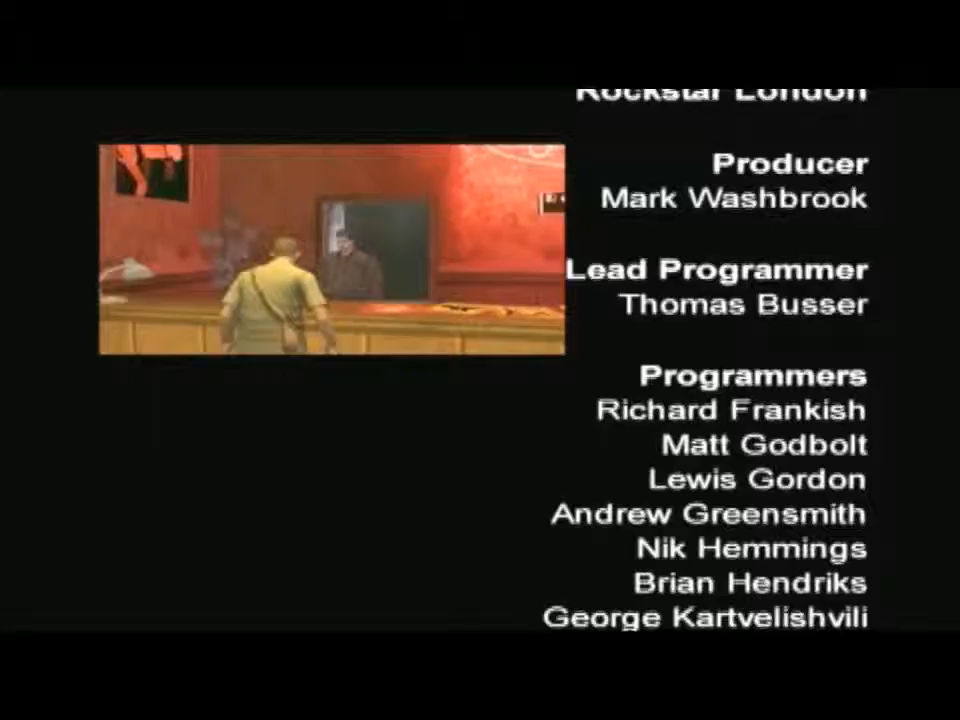 Rockstar London
Producer
Mark Washbrook
Lead Programmer
Thomas Busser
Programmers
Richard Frankish
Matt Godbolt
Lewis Gordon
Andrew Greensmith
Nik Hemmings
Brian Hendriks
George Kartvelishvili